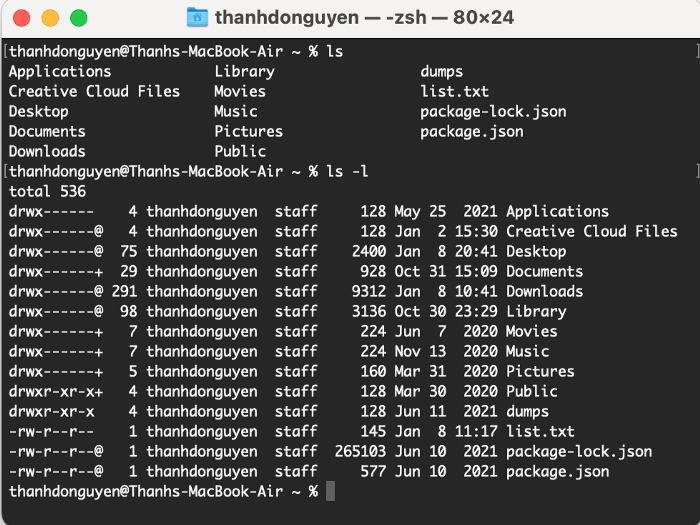 thanhdonguyen — -zsh — 80×24
[thanhdonguyen@Thanhs-MacBook-Air ~ % ls ]
Applications Library dumps
Creative Cloud Files Movies list.txt
Desktop Music package-lock.json
Documents Pictures package.json
Downloads Public
[thanhdonguyen@Thanhs-MacBook-Air ~ % ls -l ]
total 536
drwx------ 4 thanhdonguyen staff 128 May 25 2021 Applications
drwx------@ 4 thanhdonguyen staff 128 Jan 2 15:30 Creative Cloud Files
drwx------@ 75 thanhdonguyen staff 2400 Jan 8 20:41 Desktop
drwx------+ 29 thanhdonguyen staff 928 Oct 31 15:09 Documents
drwx------@ 291 thanhdonguyen staff 9312 Jan 8 10:41 Downloads
drwx------@ 98 thanhdonguyen staff 3136 Oct 30 23:29 Library
drwx------+ 7 thanhdonguyen staff 224 Jun 7 2020 Movies
drwx------+ 7 thanhdonguyen staff 224 Nov 13 2020 Music
drwx------+ 5 thanhdonguyen staff 160 Mar 31 2020 Pictures
drwxr-xr-x+ 4 thanhdonguyen staff 128 Mar 30 2020 Public
drwxr-xr-x 4 thanhdonguyen staff 128 Jun 11 2021 dumps
-rw-r--r-- 1 thanhdonguyen staff 145 Jan 8 11:17 list.txt
-rw-r--r--@ 1 thanhdonguyen staff 265103 Jun 10 2021 package-lock.json
-rw-r--r--@ 1 thanhdonguyen staff 577 Jun 10 2021 package.json
thanhdonguyen@Thanhs-MacBook-Air ~ %